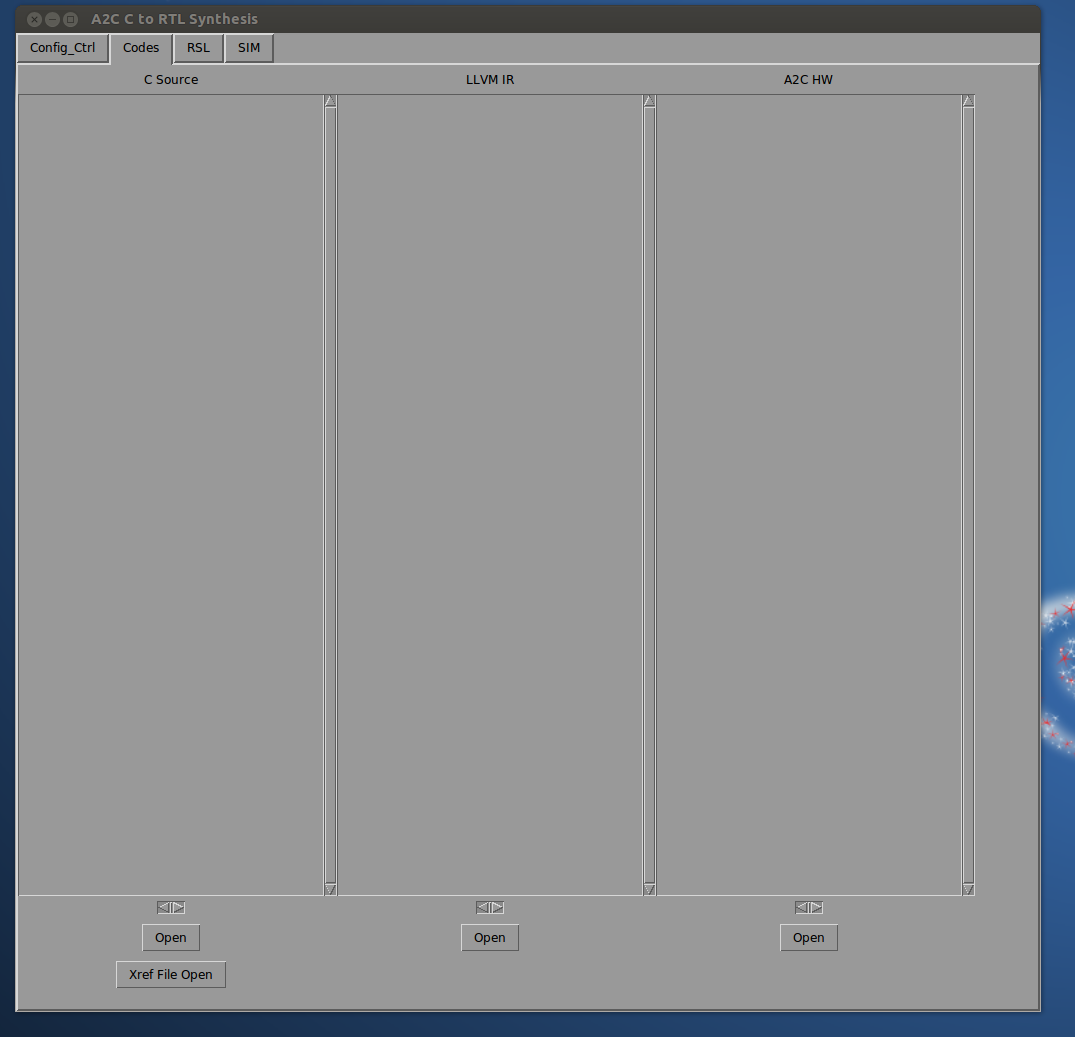 A2C C to RTL Synthesis
Config_Ctrl Codes RSL SIM
C Source LLVM IR A2C HW
Open Open Open
Xref File Open